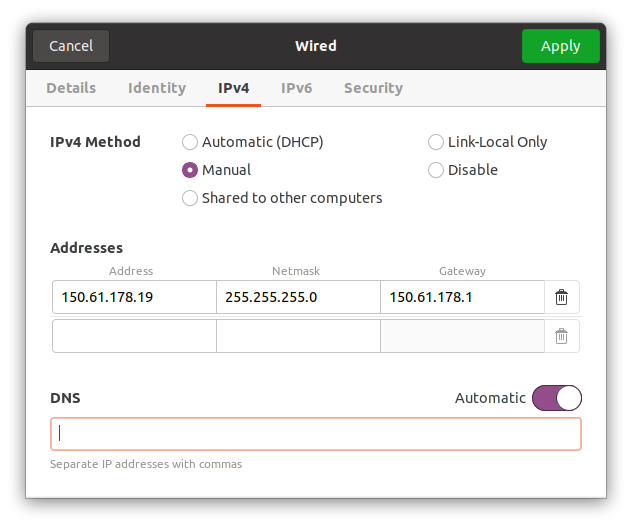 Cancel Wired Apply
Details Identity IPv4 IPv6 Security
IPv4 Method Automatic (DHCP) Link-Local Only
Manual Disable
Shared to other computers
Addresses
Address Netmask Gateway
150.61.178.19 255.255.255.0 150.61.178.1
DNS Automatic
Separate IP addresses with commas